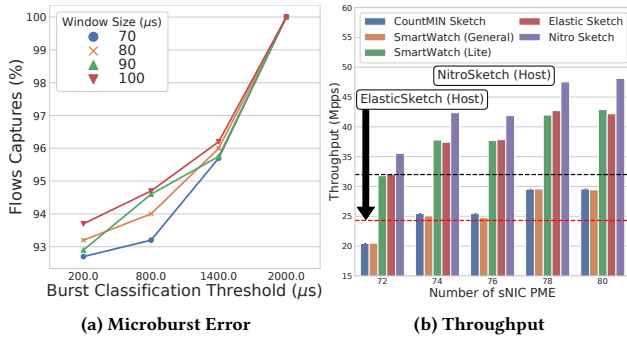 Window Size (μs)
70
80
90
100
100
99
98
97
96
95
94
93
Flows Captures (%)
200.0 800.0 1400.0 2000.0
Burst Classification Threshold (μs)
(a) Microburst Error
CountMIN Sketch
SmartWatch (General)
SmartWatch (Lite)
Elastic Sketch
Nitro Sketch
NitroSketch (Host)
ElasticSketch (Host)
60
55
50
45
40
35
30
25
20
15
Throughput (Mpps)
72 74 76 78 80
Number of sNIC PME
(b) Throughput